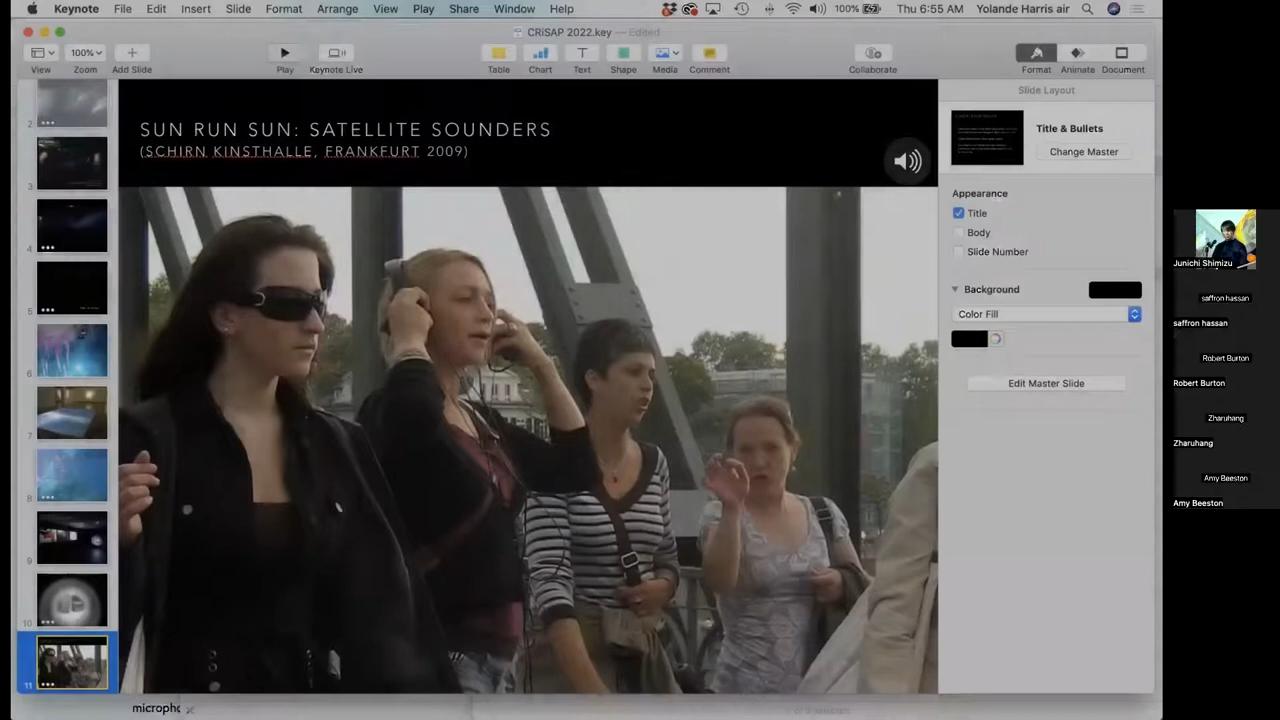 Keynote File Edit Insert Slide Format Arrange View Play Share Window Help 100% Thu 6:55 AM Yolande Harris air
CRiSAP 2022.key — Edited
100%
View Zoom Add Slide Play Keynote Live Table Chart Text Shape Media Comment Collaborate Format Animate Document
Slide Layout
Title & Bullets
Change Master
Appearance
Title
Body
Slide Number
Background
Color Fill
Edit Master Slide
2
3
4
5
6
7
8
9
10
11
SUN RUN SUN: SATELLITE SOUNDERS
(SCHIRN KINSTHALLE, FRANKFURT 2009)
Junichi Shimizu
saffron hassan
saffron hassan
Robert Burton
Robert Burton
Zharuhang
Zharuhang
Amy Beeston
Amy Beeston